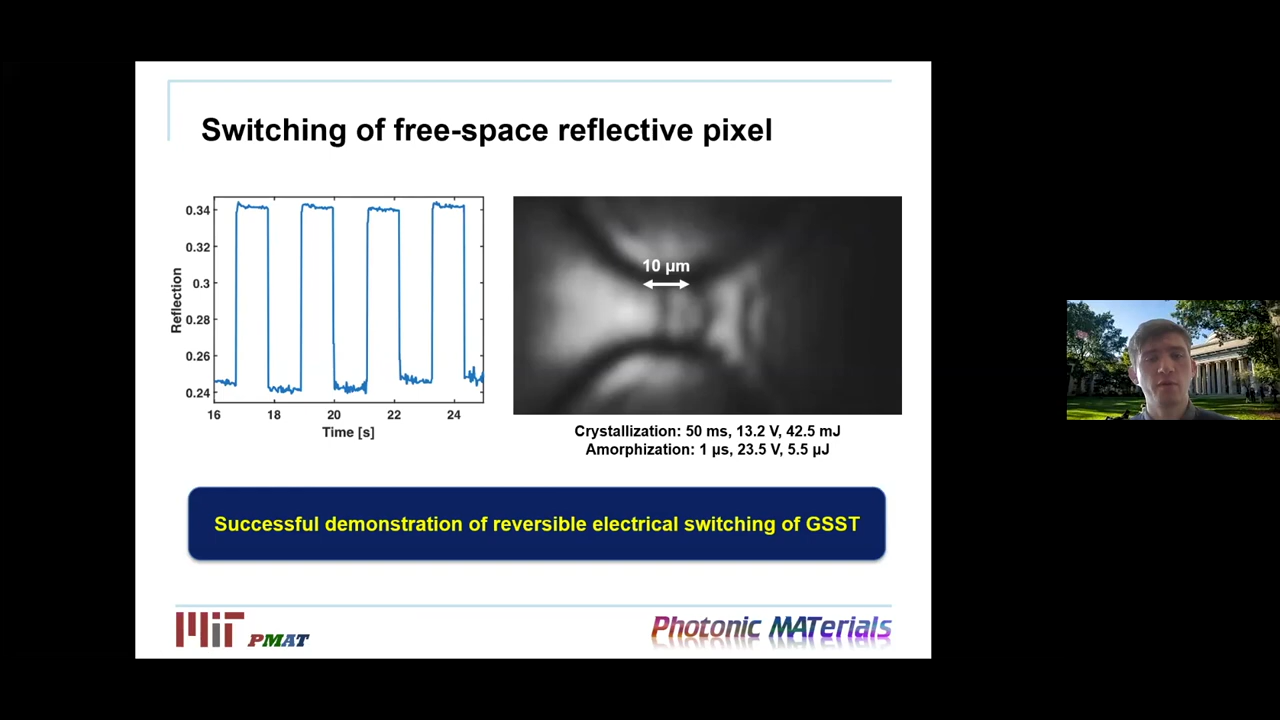 Switching of free-space reflective pixel
0.34
0.32
0.3
0.28
0.26
0.24
Reflection
16 18 20 22 24
Time [s]
10 µm
Crystallization: 50 ms, 13.2 V, 42.5 mJ
Amorphization: 1 µs, 23.5 V, 5.5 µJ
Successful demonstration of reversible electrical switching of GSST
MIT PMAT
Photonic MATerials